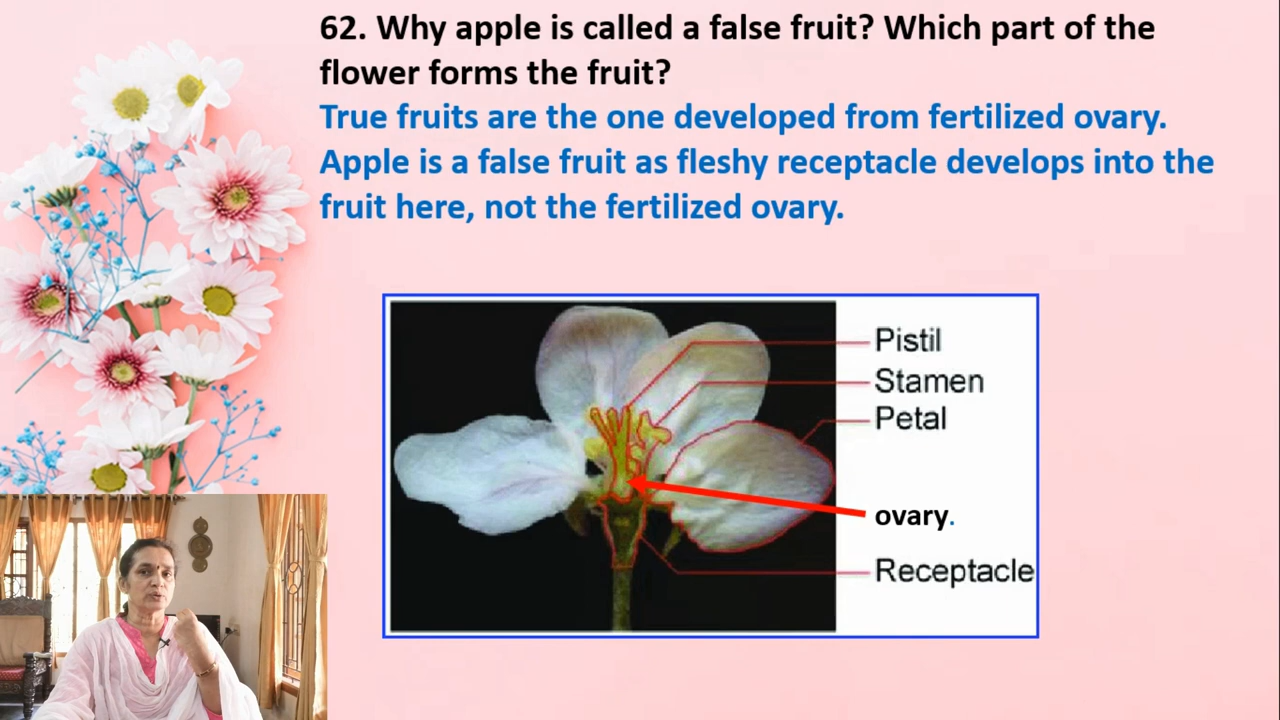 62. Why apple is called a false fruit? Which part of the
flower forms the fruit?
True fruits are the one developed from fertilized ovary.
Apple is a false fruit as fleshy receptacle develops into the
fruit here, not the fertilized ovary.
Pistil
Stamen
Petal
ovary.
Receptacle